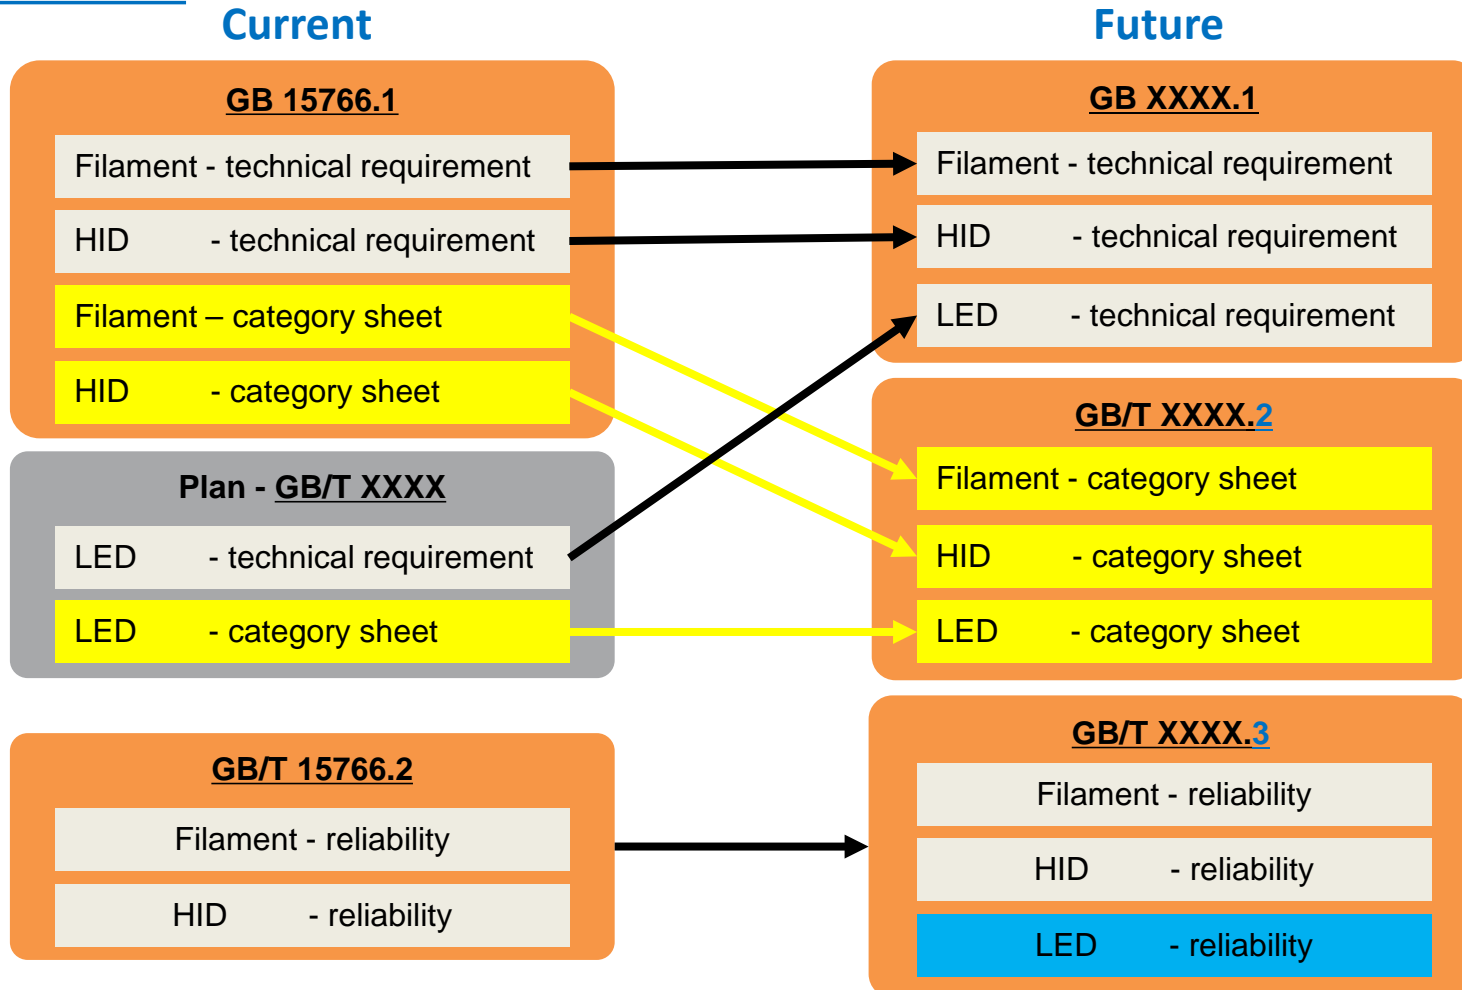 Current
Future
GB 15766.1
Filament - technical requirement
HID - technical requirement
Filament – category sheet
HID - category sheet
Plan - GB/T XXXX
LED - technical requirement
LED - category sheet
GB/T 15766.2
Filament - reliability
HID - reliability
GB XXXX.1
Filament - technical requirement
HID - technical requirement
LED - technical requirement
GB/T XXXX.2
Filament - category sheet
HID - category sheet
LED - category sheet
GB/T XXXX.3
Filament - reliability
HID - reliability
LED - reliability